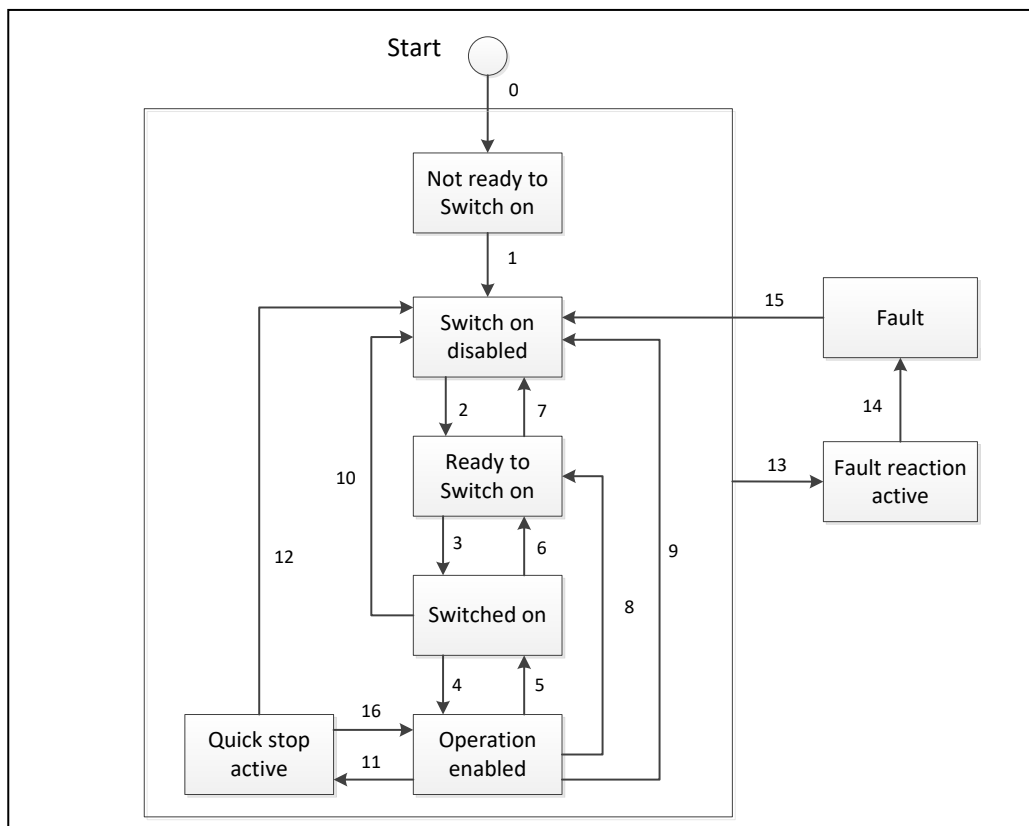 Start
0
Not ready to
Switch on
1
Switch on
disabled
15
Fault
2
7
14
Ready to
Switch on
10
13
Fault reaction
active
3
6
12
9
8
Switched on
4
5
16
Quick stop
active
11
Operation
enabled